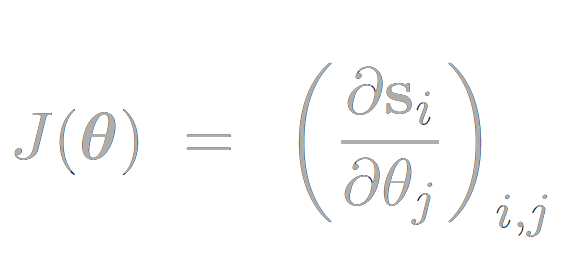 J(θ) = (∂s_i / ∂θ_j)_{i,j}